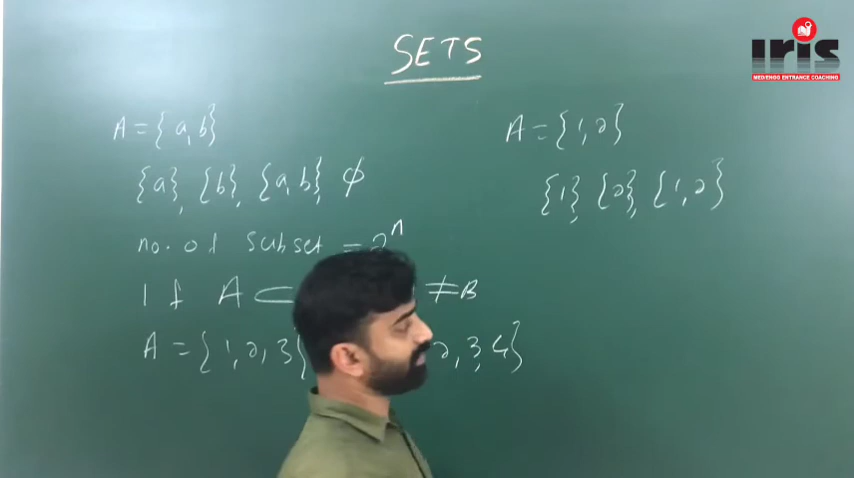 SETS
IRIS
MED/ENGG ENTRANCE COACHING
A = {a, b}
{a}, {b}, {a, b}, ϕ
no. of subset = 2ⁿ
If A ⊂ ≠ B
A = {1, 2, 3} 2, 3, 4}
A = {1, 2}
{1}, {2}, {1, 2}